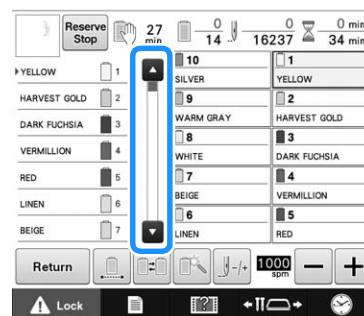 Reserve Stop
27 min
0
14
0
16237
0 min
34 min
YELLOW 1
HARVEST GOLD 2
DARK FUCHSIA 3
VERMILLION 4
RED 5
LINEN 6
BEIGE 7
10
SILVER
9
WARM GRAY
8
WHITE
7
BEIGE
6
LINEN
1
YELLOW
2
HARVEST GOLD
3
DARK FUCHSIA
4
VERMILLION
5
RED
Return
-/+
1000 spm
Lock